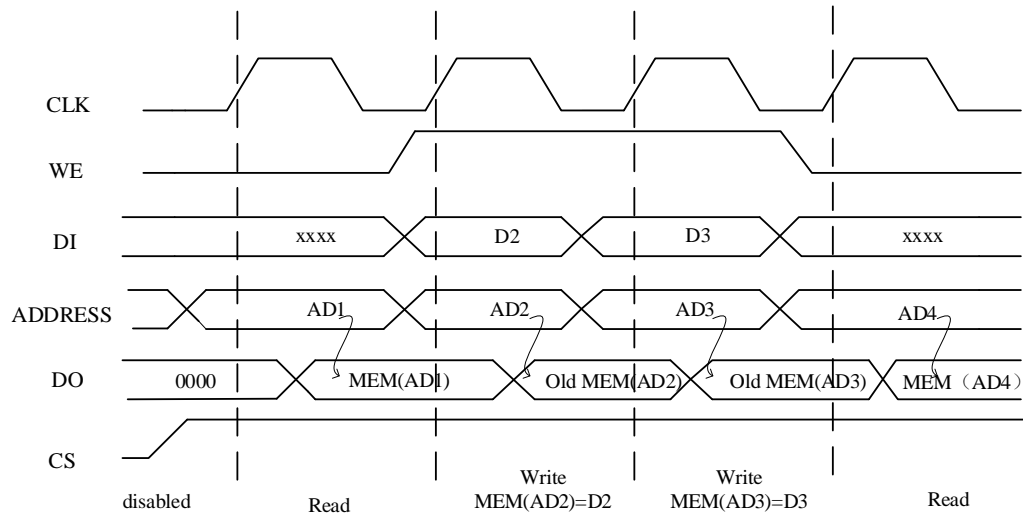 CLK
WE
DI
xxxx
D2
D3
xxxx
ADDRESS
AD1
AD2
AD3
AD4
DO
0000
MEM(AD1)
Old MEM(AD2)
Old MEM(AD3)
MEM（AD4）
CS
disabled
Read
Write
MEM(AD2)=D2
Write
MEM(AD3)=D3
Read